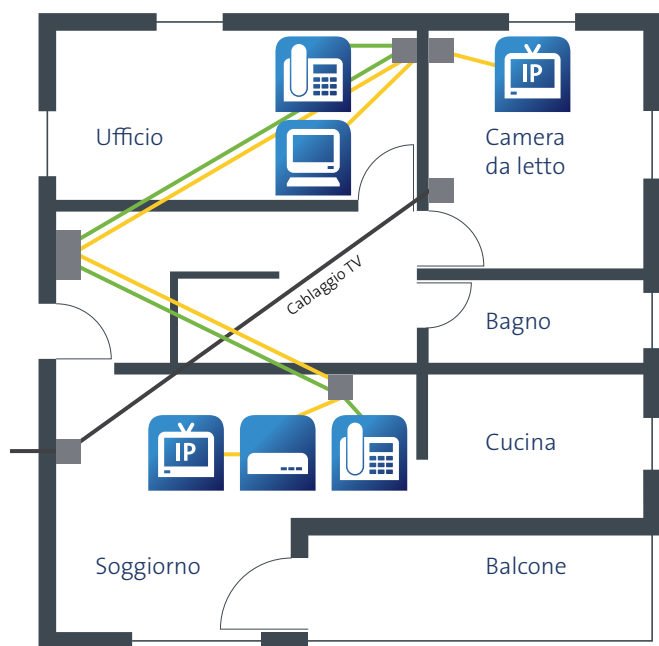 IP
Ufficio
Camera
da letto
Cablaggio TV
Bagno
IP
Cucina
Soggiorno
Balcone